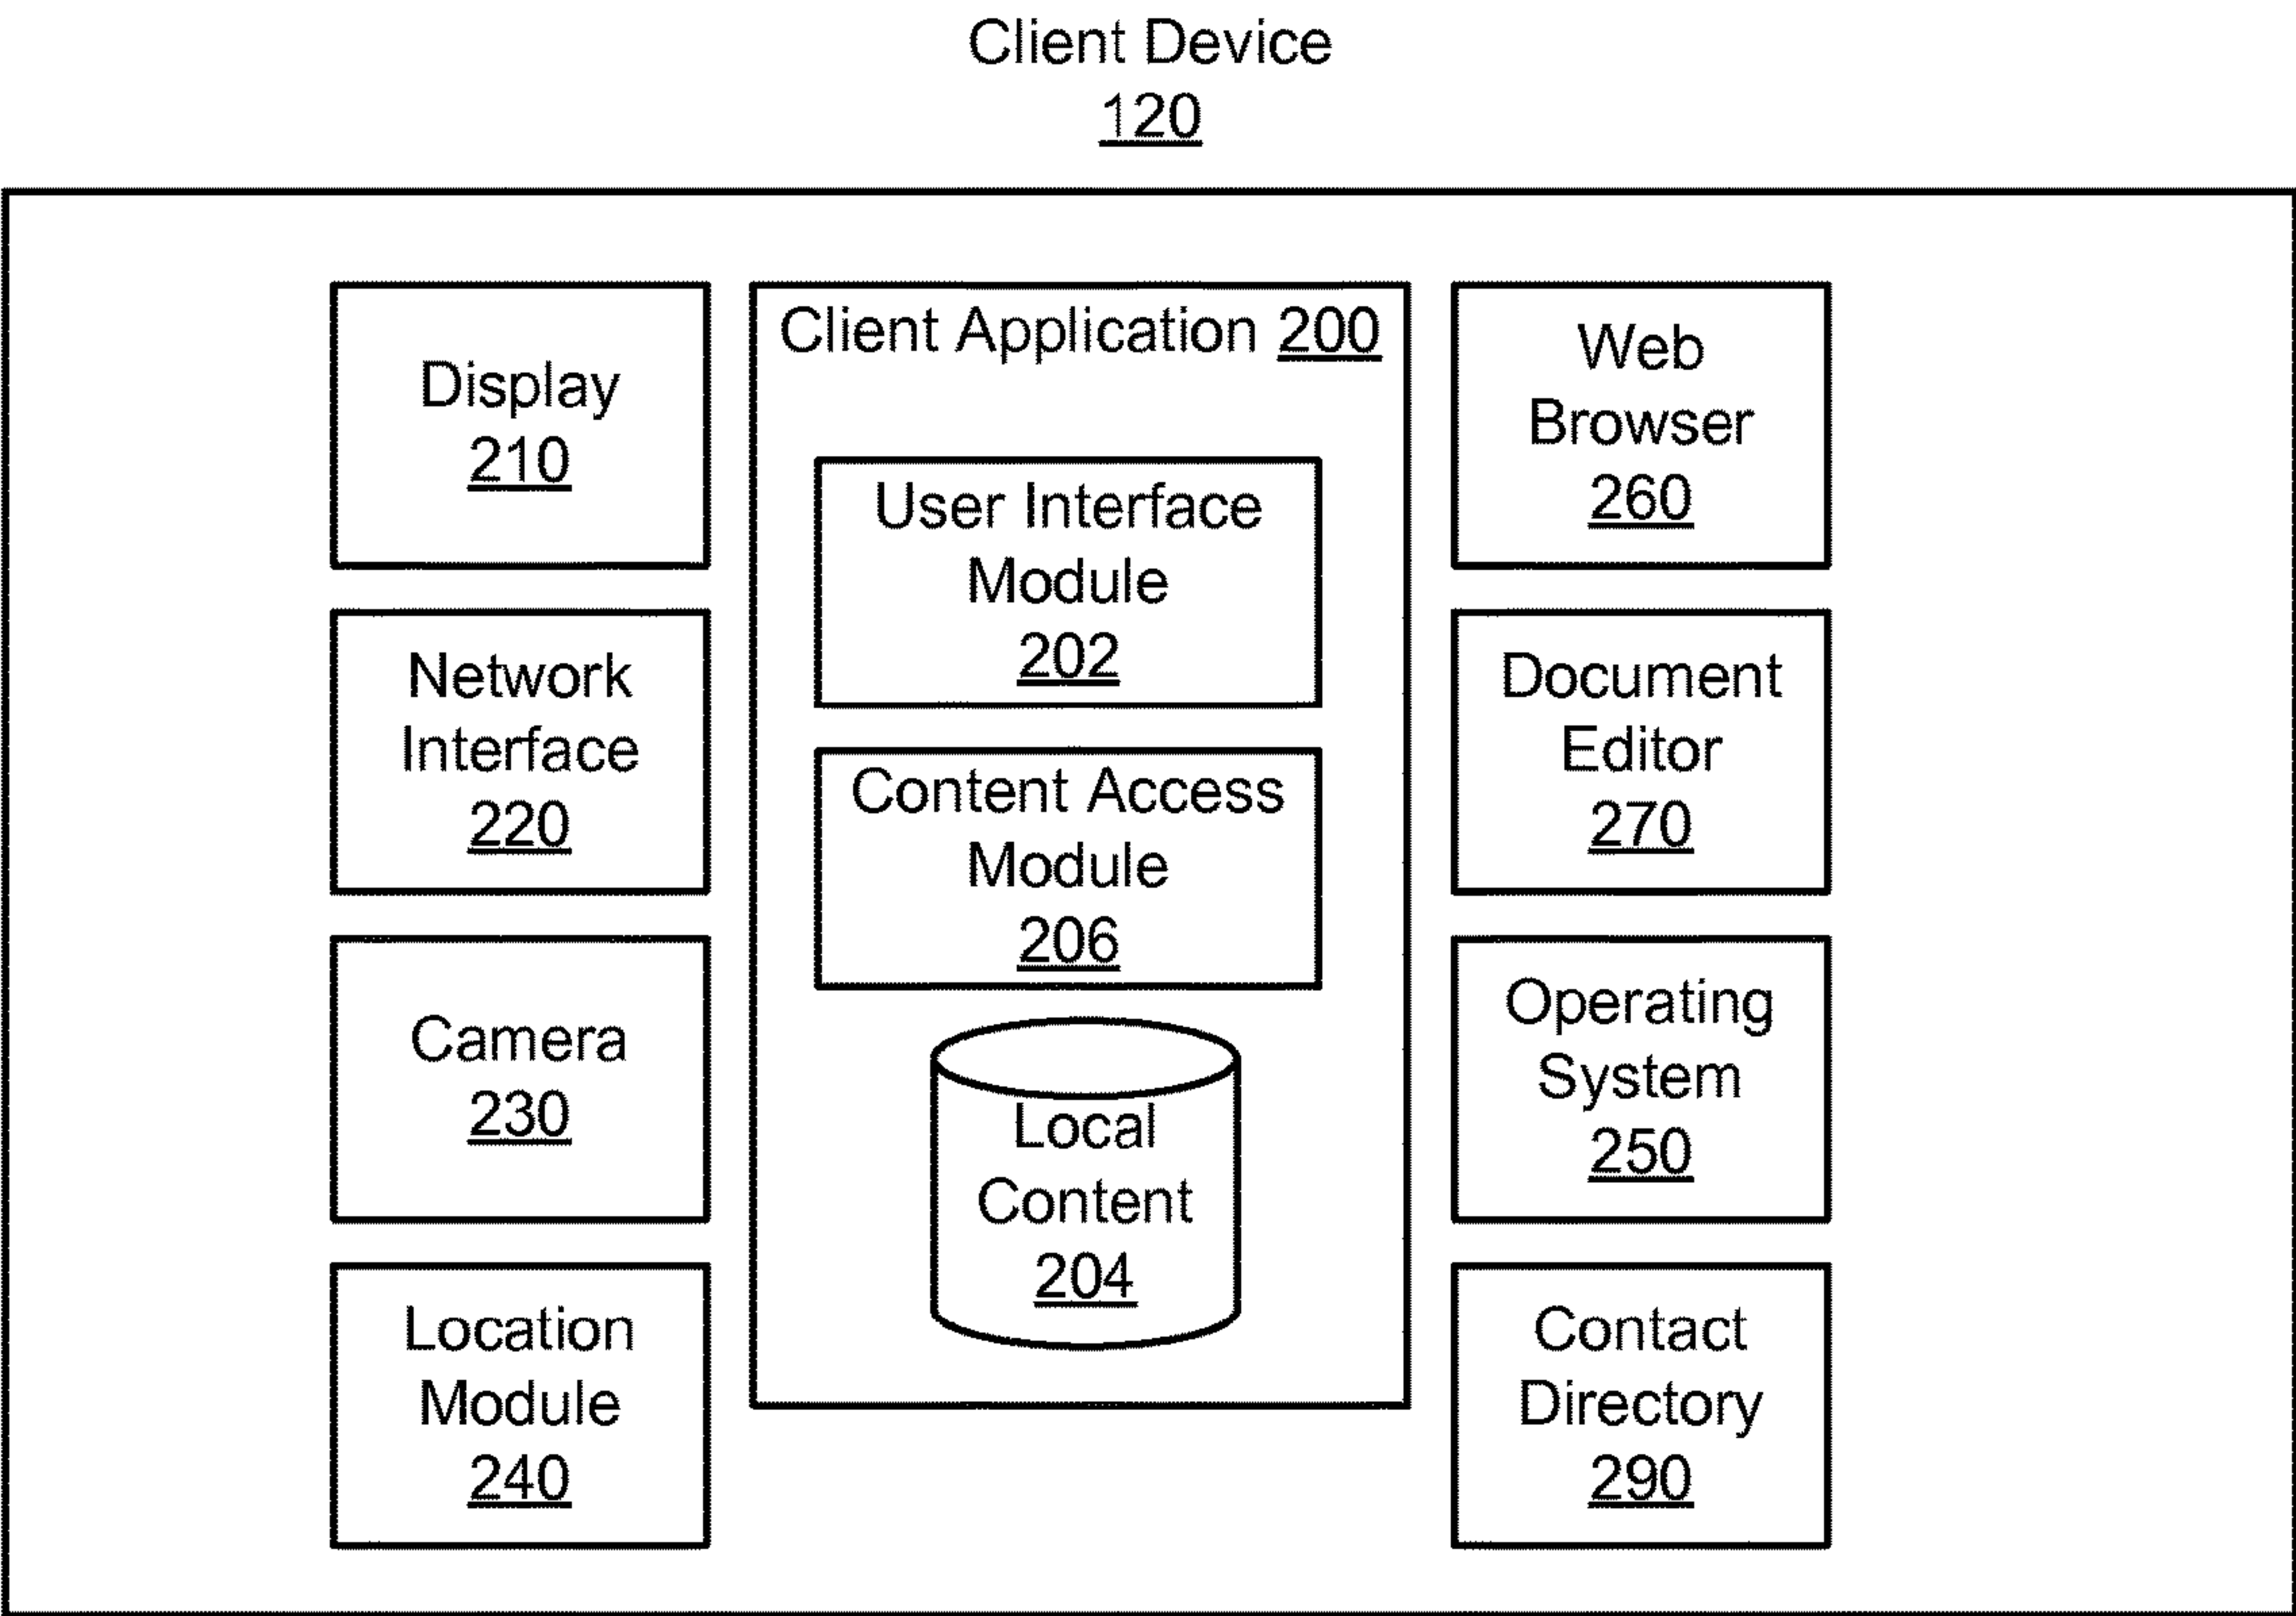 Client Device
120
Display
210
Network
Interface
220
Camera
230
Location
Module
240
Client Application 200
User Interface
Module
202
Content Access
Module
206
Local
Content
204
Web
Browser
260
Document
Editor
270
Operating
System
250
Contact
Directory
290